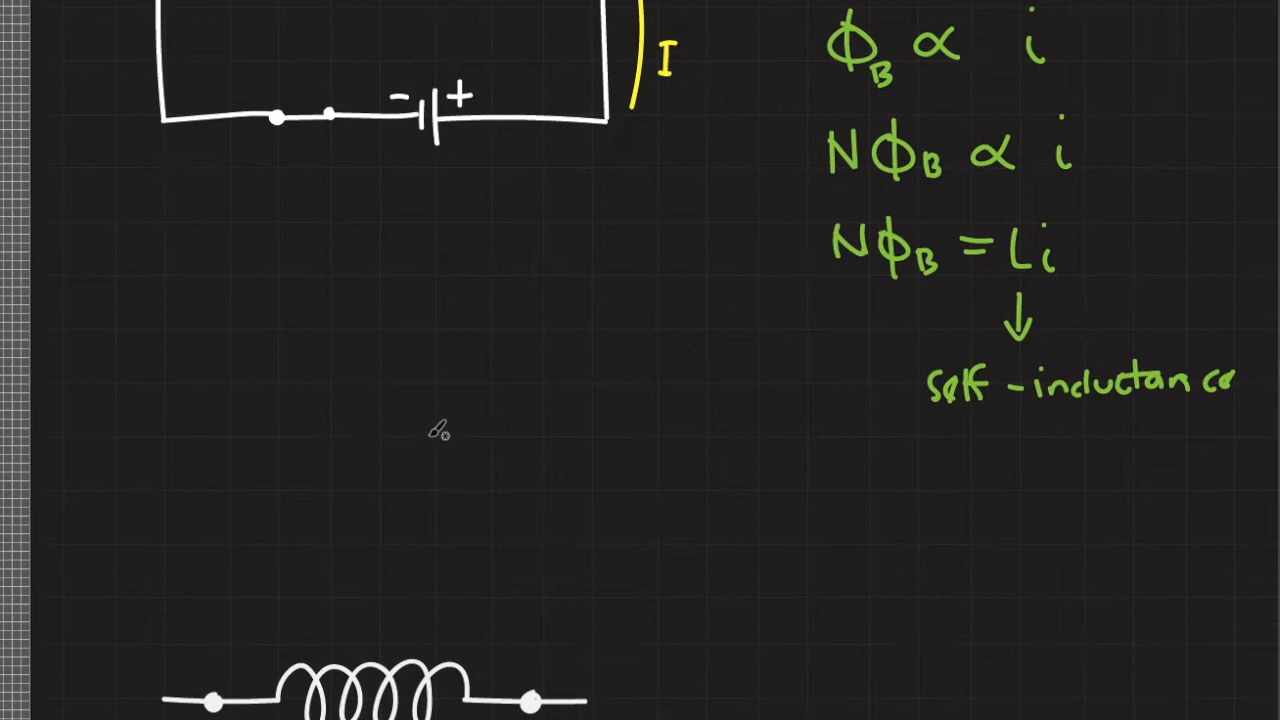 - +
I
ϕ_B ∝ i
Nϕ_B ∝ i
Nϕ_B = Li
↓
self - inductance